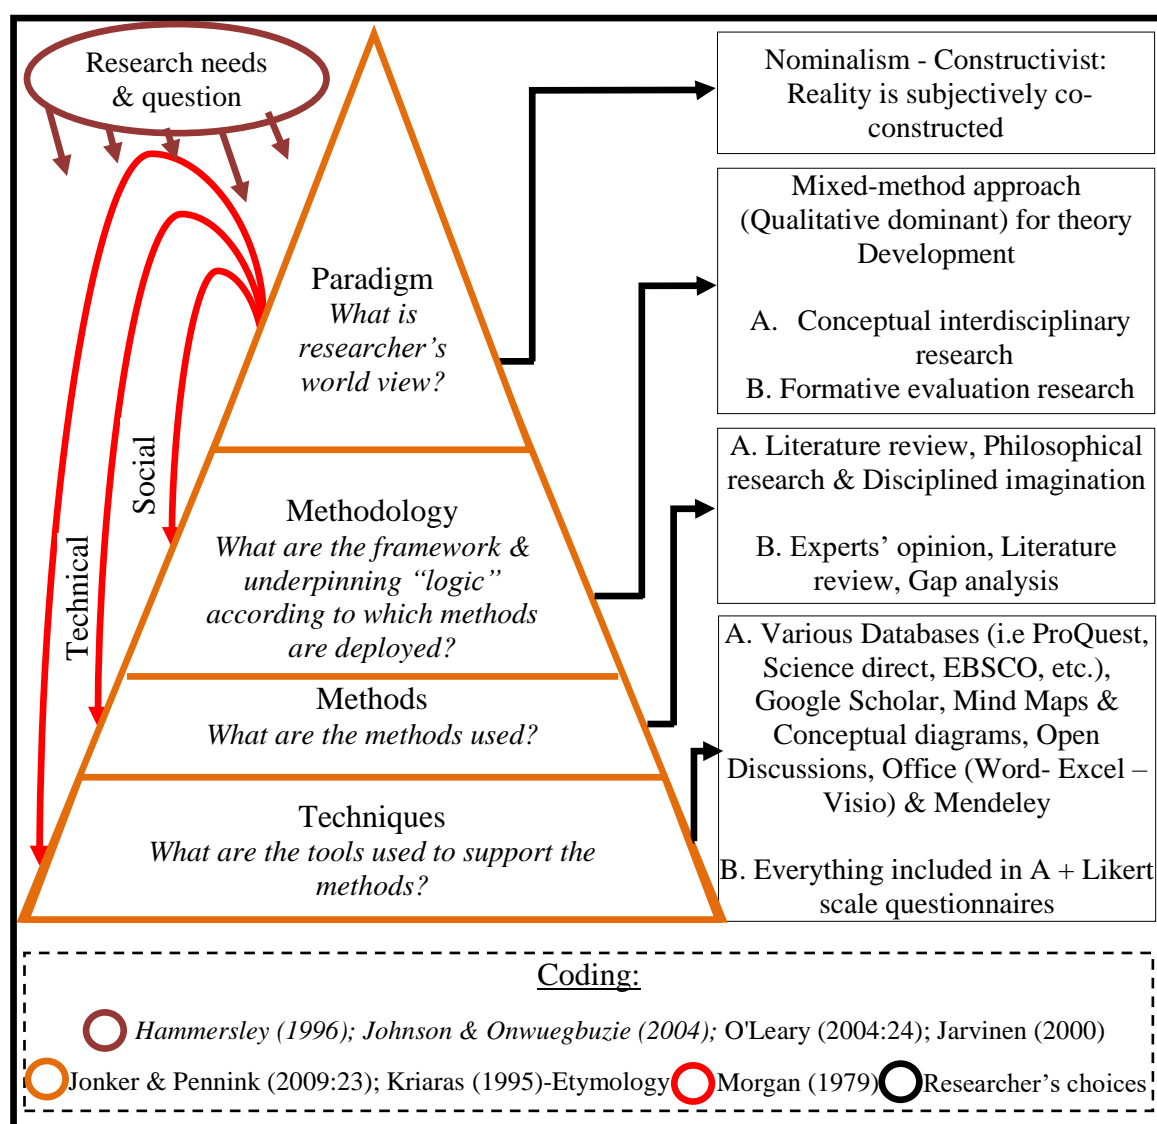 Research needs
& question
Paradigm
What is
researcher's
world view?
Social
Technical
Methodology
What are the framework &
underpinning “logic”
according to which methods
are deployed?
Methods
What are the methods used?
Techniques
What are the tools used to support the
methods?
Nominalism - Constructivist:
Reality is subjectively co-
constructed
Mixed-method approach
(Qualitative dominant) for theory
Development
A. Conceptual interdisciplinary
research
B. Formative evaluation research
A. Literature review, Philosophical
research & Disciplined imagination
B. Experts’ opinion, Literature
review, Gap analysis
A. Various Databases (i.e ProQuest,
Science direct, EBSCO, etc.),
Google Scholar, Mind Maps &
Conceptual diagrams, Open
Discussions, Office (Word- Excel –
Visio) & Mendeley
B. Everything included in A + Likert
scale questionnaires
Coding:
Hammersley (1996); Johnson & Onwuegbuzie (2004); O'Leary (2004:24); Jarvinen (2000)
Jonker & Pennink (2009:23); Kriaras (1995)-Etymology Morgan (1979) Researcher’s choices